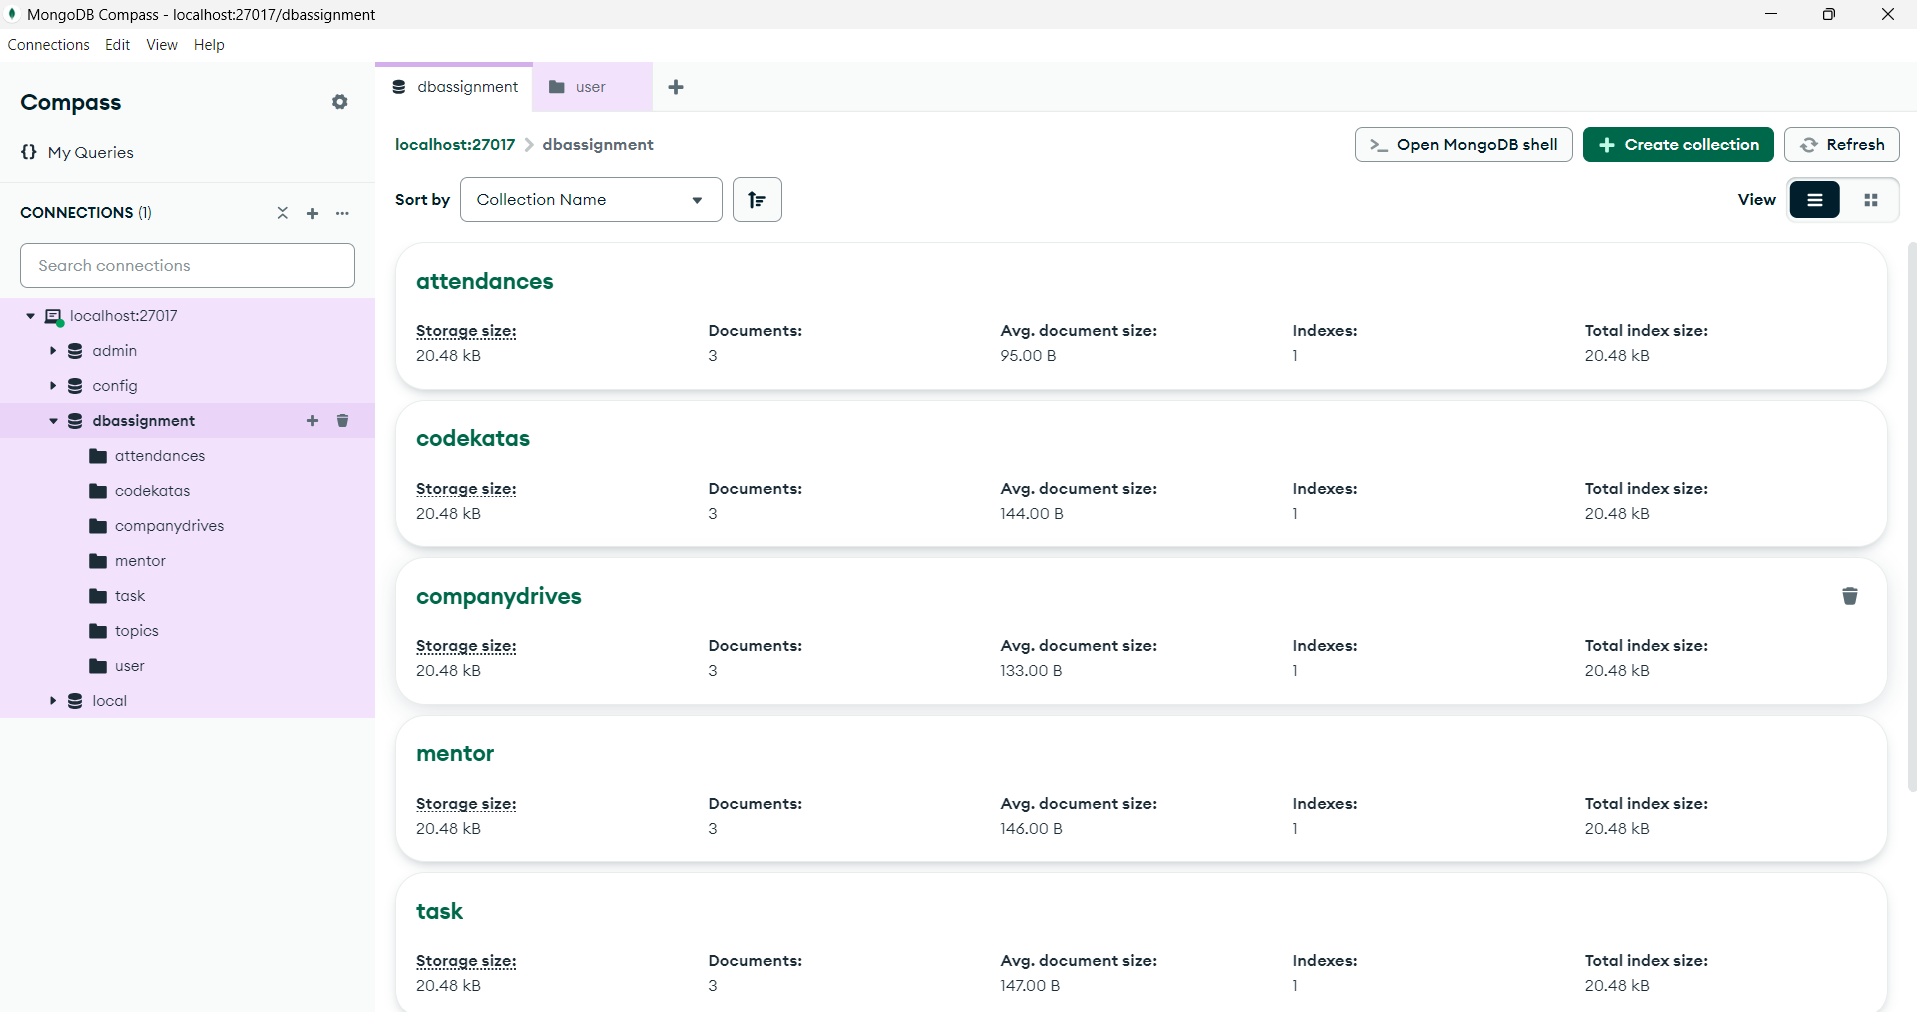 MongoDB Compass - localhost:27017/dbassignment
Connections Edit View Help
Compass
{} My Queries
CONNECTIONS (1)
Search connections
localhost:27017
admin
config
dbassignment
attendances
codekatas
companydrives
mentor
task
topics
user
local
dbassignment user
localhost:27017 > dbassignment
>_ Open MongoDB shell + Create collection Refresh
Sort by Collection Name View
attendances
Storage size: Documents: Avg. document size: Indexes: Total index size:
20.48 kB 3 95.00 B 1 20.48 kB
codekatas
Storage size: Documents: Avg. document size: Indexes: Total index size:
20.48 kB 3 144.00 B 1 20.48 kB
companydrives
Storage size: Documents: Avg. document size: Indexes: Total index size:
20.48 kB 3 133.00 B 1 20.48 kB
mentor
Storage size: Documents: Avg. document size: Indexes: Total index size:
20.48 kB 3 146.00 B 1 20.48 kB
task
Storage size: Documents: Avg. document size: Indexes: Total index size:
20.48 kB 3 147.00 B 1 20.48 kB